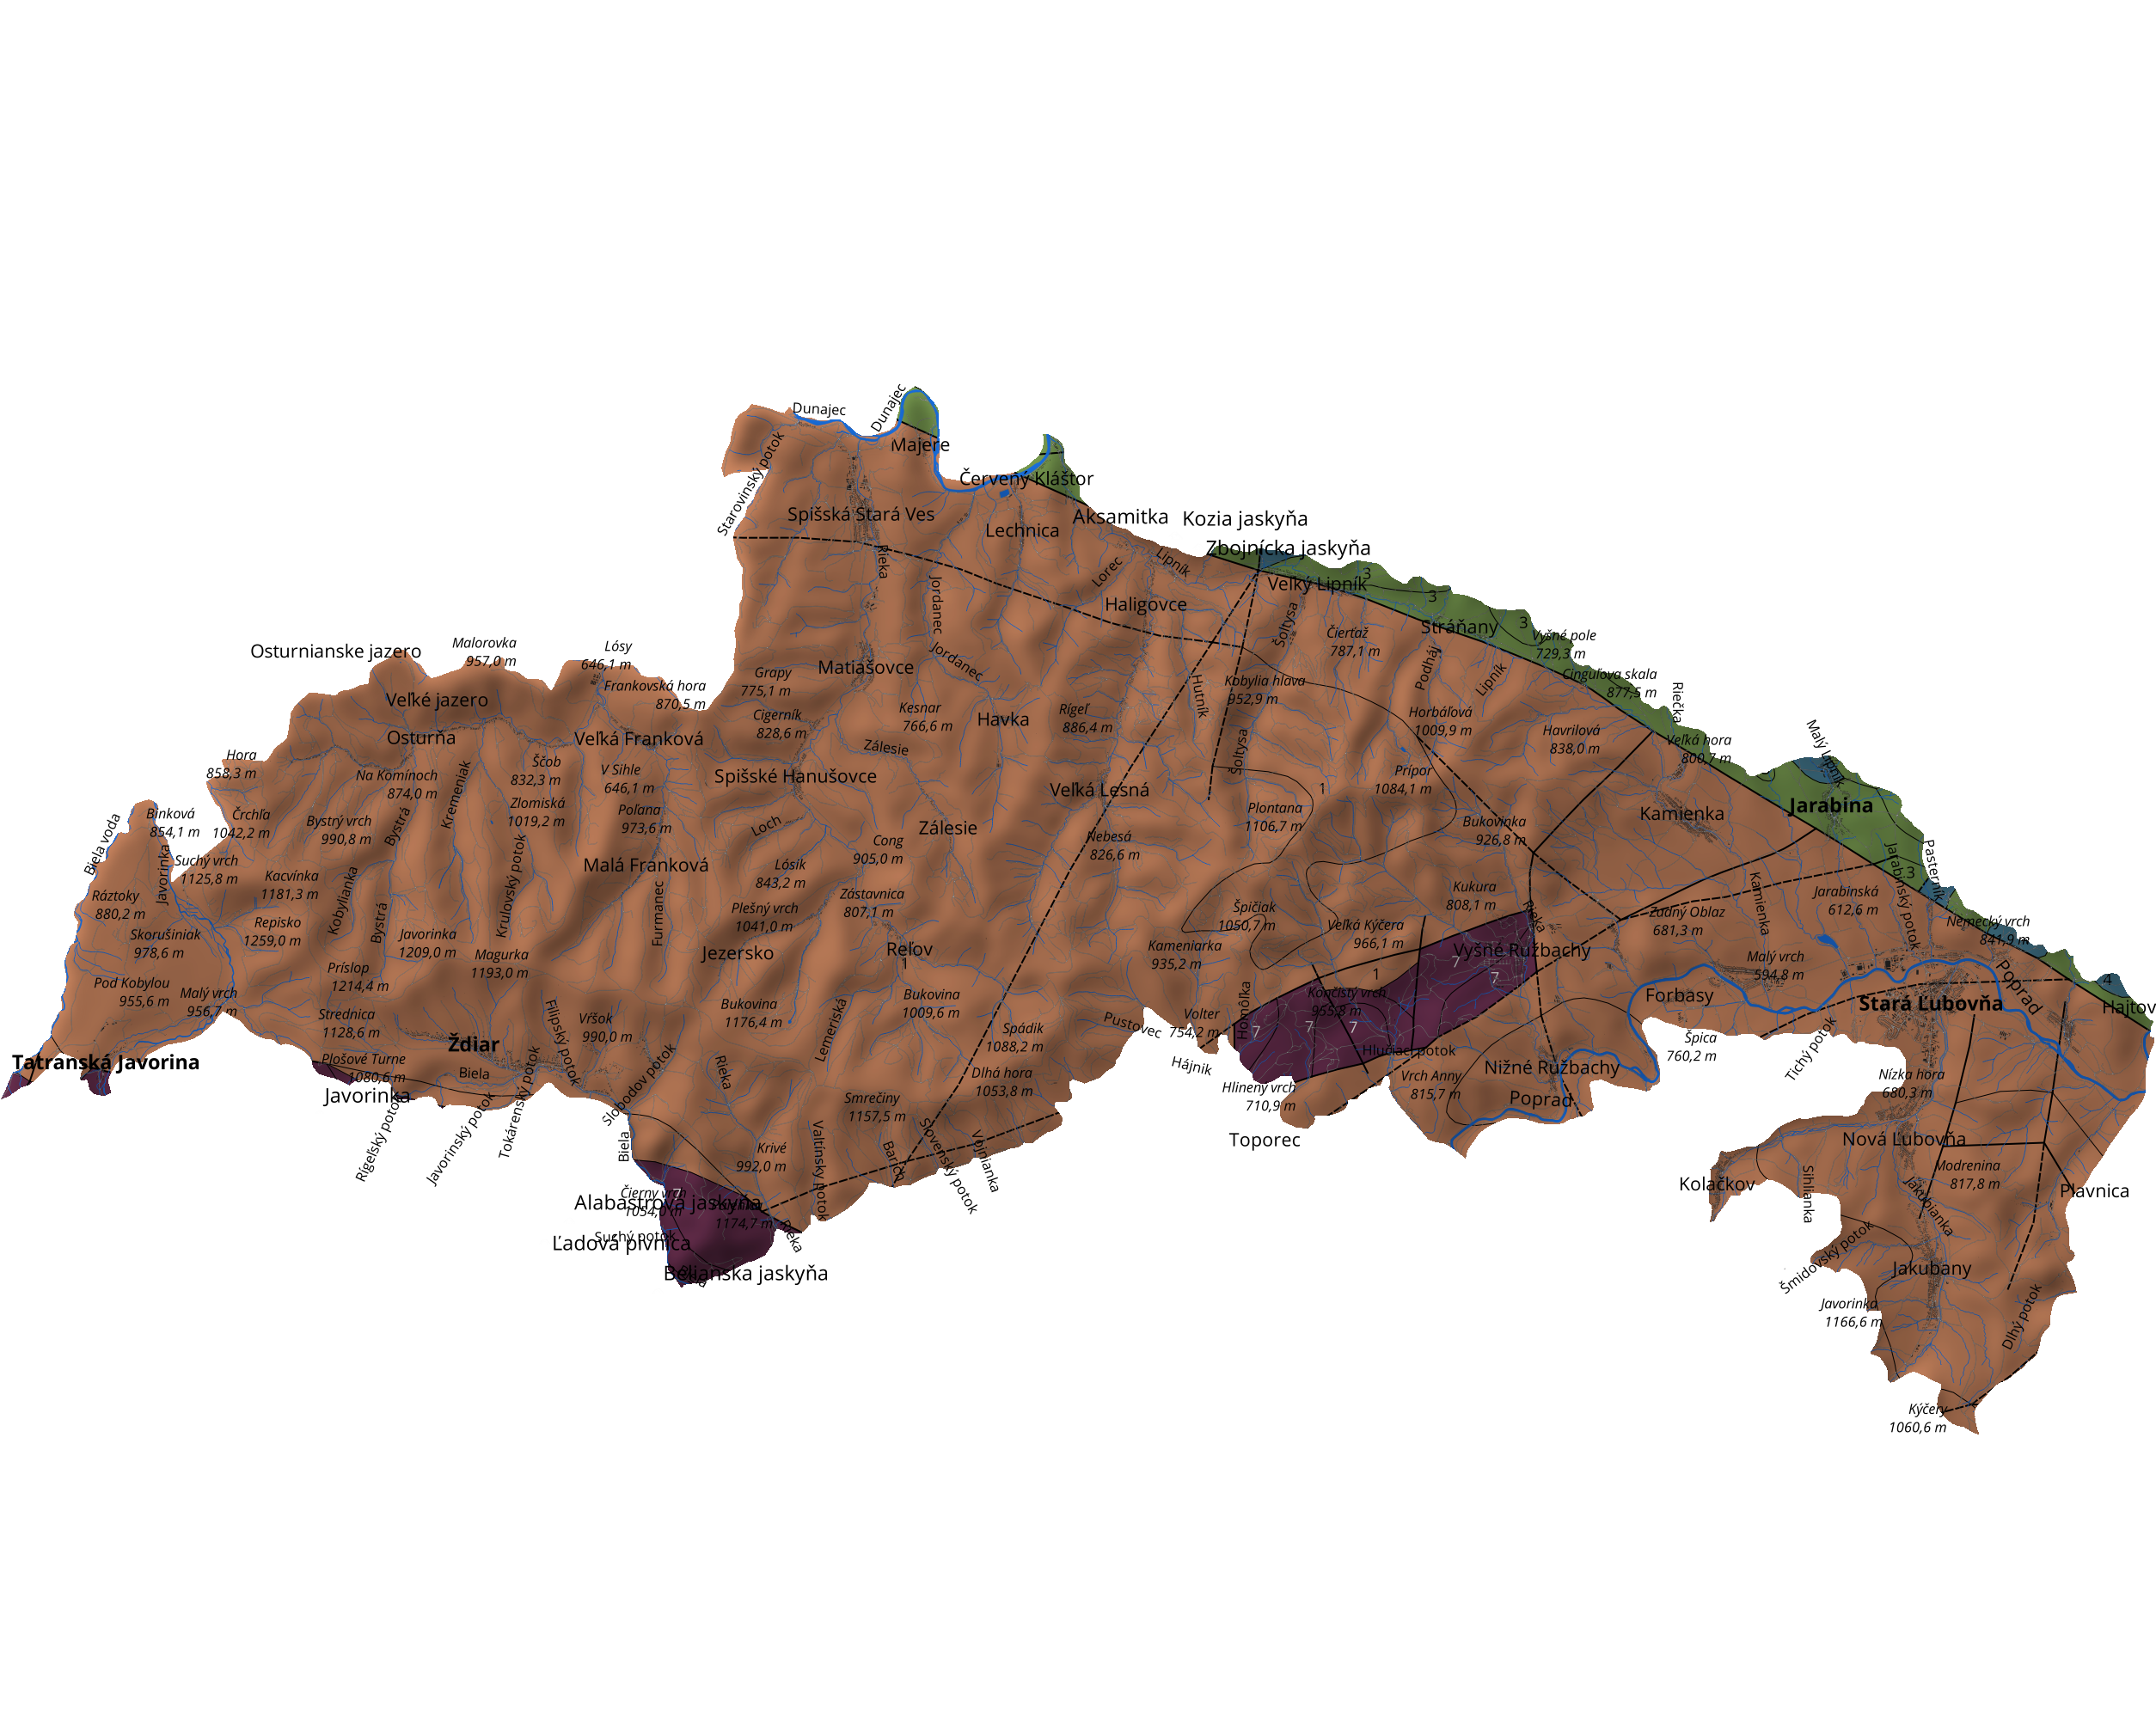 Dunajec
Dunajec
Majere
Starovinský potok
Červený Kláštor
Spišská Stará Ves
Lechnica
Aksamitka
Kozia jaskyňa
Zbojnícka jaskyňa
Rieka
Jordanec
Lorec
Lipník
Veľký Lipník
3
3
3
Haligovce
Šoltysa
Stráňany
Čierťaž
787,1 m
Vyšné pole
729,3 m
Osturnianske jazero
Malorovka
957,0 m
Lósy
646,1 m
Frankovská hora
870,5 m
Matiašovce
Jordanec
Grapy
775,1 m
Podháj
Lipník
Cingulova skala
877,5 m
Riečka
Veľké jazero
Kobylia hlava
952,9 m
Hutník
Cigerník
828,6 m
Kesnar
766,6 m
Havka
Rígeľ
886,4 m
Horbáľová
1009,9 m
Havrilová
838,0 m
Veľká hora
800,7 m
Malý Lipník
Osturňa
Veľká Franková
Zálesie
Šoltysa
Hora
858,3 m
Na Komínoch
874,0 m
Ščob
832,3 m
V Sihle
646,1 m
Spišské Hanušovce
Veľká Lesná
Prípor
1084,1 m
1
Kremeniak
Plontana
1106,7 m
Kamienka
Jarabina
Binková
854,1 m
Črchľa
1042,2 m
Bystrý vrch
990,8 m
Bystrá
Zlomiská
1019,2 m
Poľana
973,6 m
Loch
Zálesie
Nebesá
826,6 m
Bukovinka
926,8 m
Biela voda
Javorinka
Suchý vrch
1125,8 m
Cong
905,0 m
Malá Franková
Lósik
843,2 m
Kacvínka
1181,3 m
Krulovský potok
Kukura
808,1 m
Kamienka
Jarabinská
612,6 m
Jarabinský potok
3
Pasterník
Ráztoky
880,2 m
Kobylianka
Bystrá
Furmanec
Zástavnica
807,1 m
Plešný vrch
1041,0 m
Špičiak
1050,7 m
Rieka
Zadný Oblaz
681,3 m
Nemecký vrch
841,9 m
Repisko
1259,0 m
Skorušiniak
978,6 m
Javorinka
1209,0 m
Magurka
1193,0 m
Jezersko
Reľov
1
Kameniarka
935,2 m
Veľká Kýčera
966,1 m
Vyšné Ružbachy
7
7
1
Malý vrch
594,8 m
Príslop
1214,4 m
Pod Kobylou
955,6 m
Malý vrch
956,7 m
Poprad
4
Hajtov
Forbasy
Stará Ľubovňa
Končistý vrch
955,8 m
Bukovina
1176,4 m
Bukovina
1009,6 m
Lemeriská
Strednica
1128,6 m
Filipský potok
Vŕšok
990,0 m
Spádik
1088,2 m
Pustovec
Volter
754,2 m
Homôlka
7
7
7
Ždiar
Špica
760,2 m
Tichý potok
Tatranská Javorina
Plošové Turne
1080,6 m
Biela
Slobodov potok
Rieka
Dlhá hora
1053,8 m
Hájnik
Hlinený vrch
710,9 m
Hlučiaci potok
Vrch Anny
815,7 m
Nižné Ružbachy
Nízka hora
680,3 m
Javorinka
Smrečiny
1157,5 m
Poprad
Rígeľský potok
Javorinský potok
Tokárenský potok
Biela
Krivé
992,0 m
Valtínsky potok
Barich
Slovenský potok
Vojnianka
Toporec
Nová Ľubovňa
Modrenina
817,8 m
Kolačkov
Sihlianka
Jakubianka
Plavnica
7
Čierny vrch
1054,0 m
Alabastrová jaskyňa
1174,7 m
Suchý potok
Ľadová pivnica
Rieka
Belianska jaskyňa
Šmidovský potok
Jakubany
Javorinka
1166,6 m
Dlhý potok
Kýčery
1060,6 m